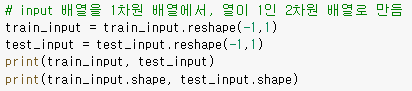 # input 배열을 1차원 배열에서, 열이 1인 2차원 배열로 만듬
train_input = train_input.reshape(-1,1)
test_input = test_input.reshape(-1,1)
print(train_input, test_input)
print(train_input.shape, test_input.shape)